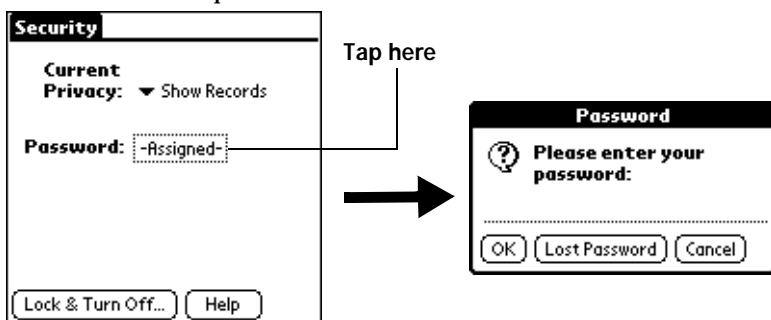 Security
Current
Privacy: Show Records
Password: -Assigned-
Lock & Turn Off... Help
Tap here
Password
Please enter your
password:
OK Lost Password Cancel